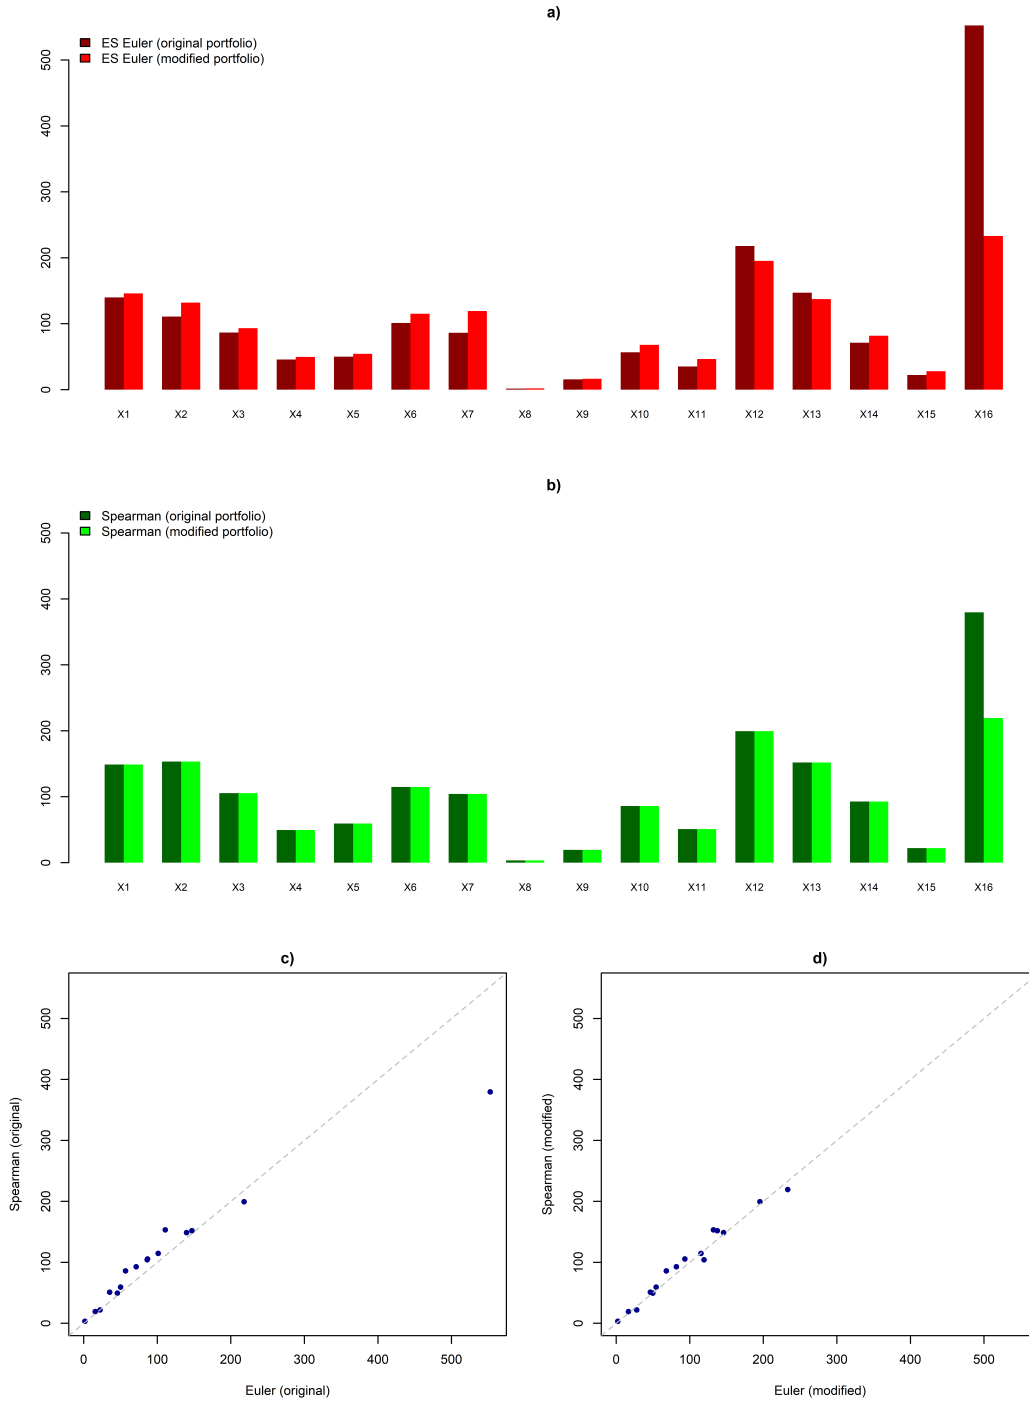 a)
ES Euler (original portfolio)
ES Euler (modified portfolio)
500
400
300
200
100
0
X1 X2 X3 X4 X5 X6 X7 X8 X9 X10 X11 X12 X13 X14 X15 X16
b)
Spearman (original portfolio)
Spearman (modified portfolio)
500
400
300
200
100
0
X1 X2 X3 X4 X5 X6 X7 X8 X9 X10 X11 X12 X13 X14 X15 X16
c)
Spearman (original)
500
400
300
200
100
0
0 100 200 300 400 500
Euler (original)
d)
Spearman (modified)
500
400
300
200
100
0
0 100 200 300 400 500
Euler (modified)